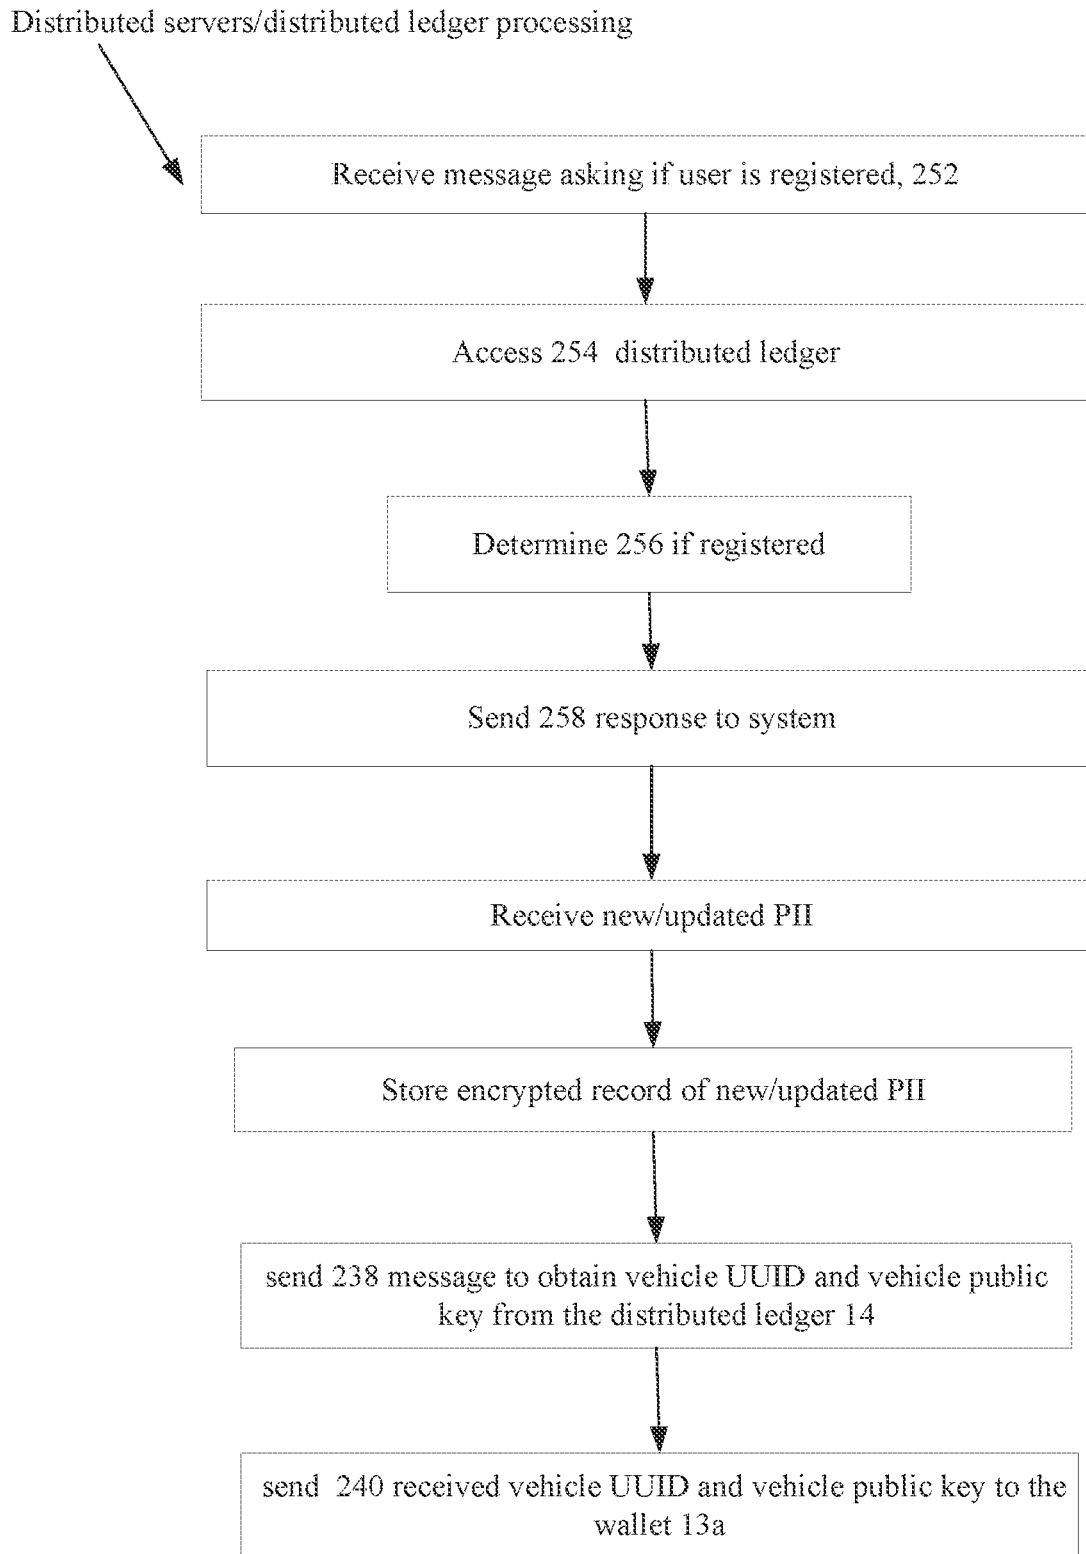 Distributed servers/distributed ledger processing
Receive message asking if user is registered, 252
Access 254 distributed ledger
Determine 256 if registered
Send 258 response to system
Receive new/updated PII
Store encrypted record of new/updated PII
send 238 message to obtain vehicle UUID and vehicle public
key from the distributed ledger 14
send 240 received vehicle UUID and vehicle public key to the
wallet 13a